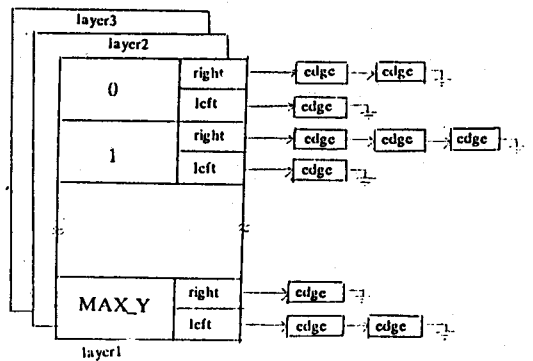 layer3
layer2
0 right edge edge
left edge
1 right edge edge edge
left edge
MAX_Y right edge
left edge edge
layer1